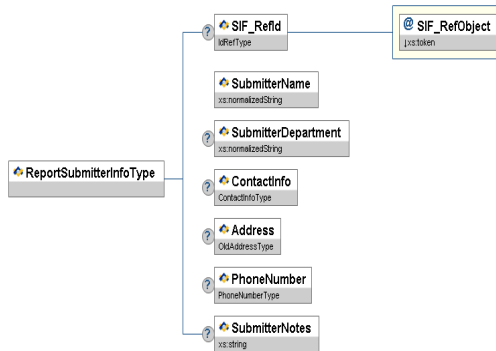 SIF_RefId
IdRefType
@ SIF_RefObject
xs:token
SubmitterName
xs:normalizedString
SubmitterDepartment
xs:normalizedString
ContactInfo
ContactInfoType
ReportSubmitterInfoType
Address
OldAddressType
PhoneNumber
PhoneNumberType
SubmitterNotes
xs:string
?
?
?
?
?
?